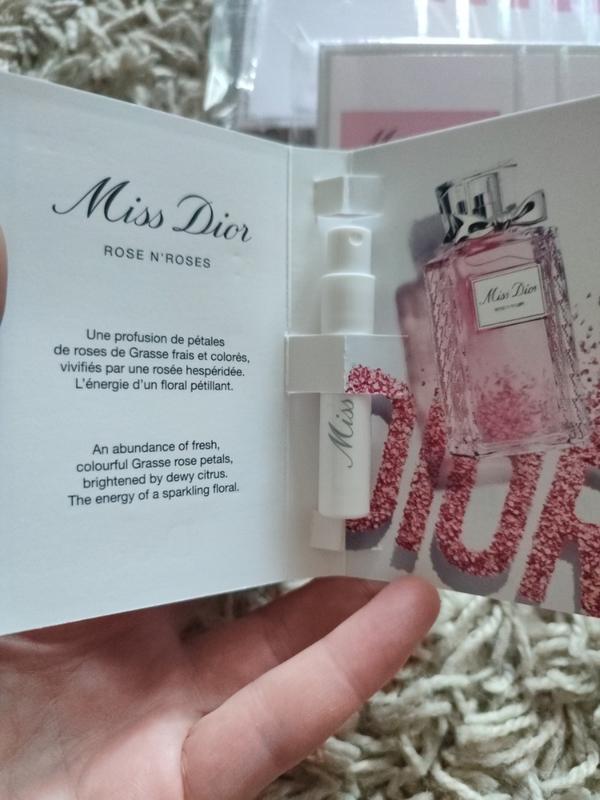 Miss Dior
ROSE N'ROSES
Une profusion de pétales
de roses de Grasse frais et colorés,
vivifiés par une rosée hespéridée.
L'énergie d'un floral pétillant.
An abundance of fresh,
colourful Grasse rose petals,
brightened by dewy citrus.
The energy of a sparkling floral.
Miss
Miss Dior
DIOR